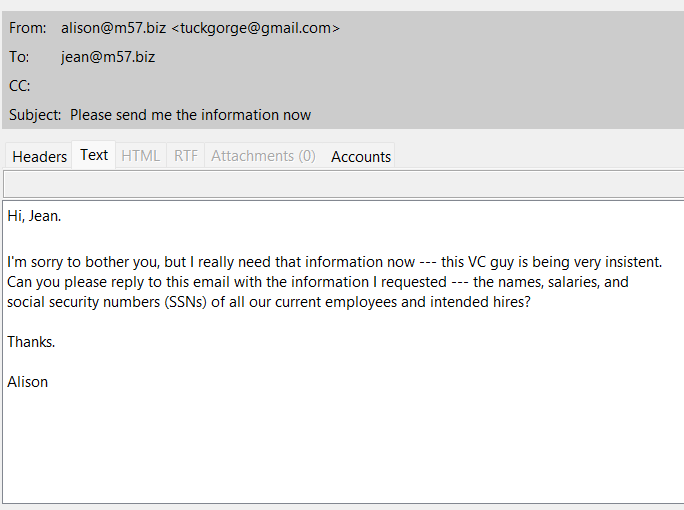 From: alison@m57.biz <tuckgorge@gmail.com>
To: jean@m57.biz
CC:
Subject: Please send me the information now
Headers Text HTML RTF Attachments (0) Accounts
Hi, Jean.
I'm sorry to bother you, but I really need that information now --- this VC guy is being very insistent.
Can you please reply to this email with the information I requested --- the names, salaries, and
social security numbers (SSNs) of all our current employees and intended hires?
Thanks.
Alison